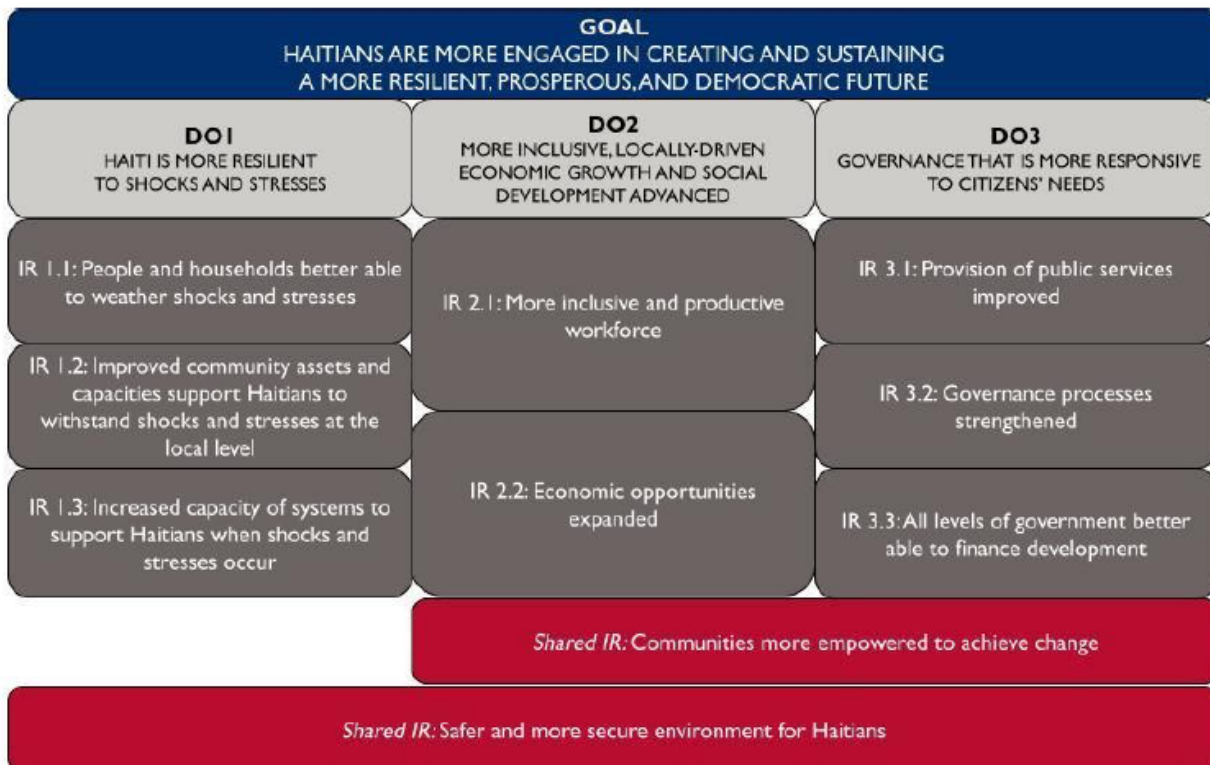 GOAL
HAITIANS ARE MORE ENGAGED IN CREATING AND SUSTAINING
A MORE RESILIENT, PROSPEROUS, AND DEMOCRATIC FUTURE
DO1
HAITI IS MORE RESILIENT
TO SHOCKS AND STRESSES
DO2
MORE INCLUSIVE, LOCALLY-DRIVEN
ECONOMIC GROWTH AND SOCIAL
DEVELOPMENT ADVANCED
DO3
GOVERNANCE THAT IS MORE RESPONSIVE
TO CITIZENS' NEEDS
IR 1.1: People and households better able
to weather shocks and stresses
IR 1.2: Improved community assets and
capacities support Haitians to
withstand shocks and stresses at the
local level
IR 1.3: Increased capacity of systems to
support Haitians when shocks and
stresses occur
IR 2.1: More inclusive and productive
workforce
IR 2.2: Economic opportunities
expanded
IR 3.1: Provision of public services
improved
IR 3.2: Governance processes
strengthened
IR 3.3: All levels of government better
able to finance development
Shared IR: Communities more empowered to achieve change
Shared IR: Safer and more secure environment for Haitians